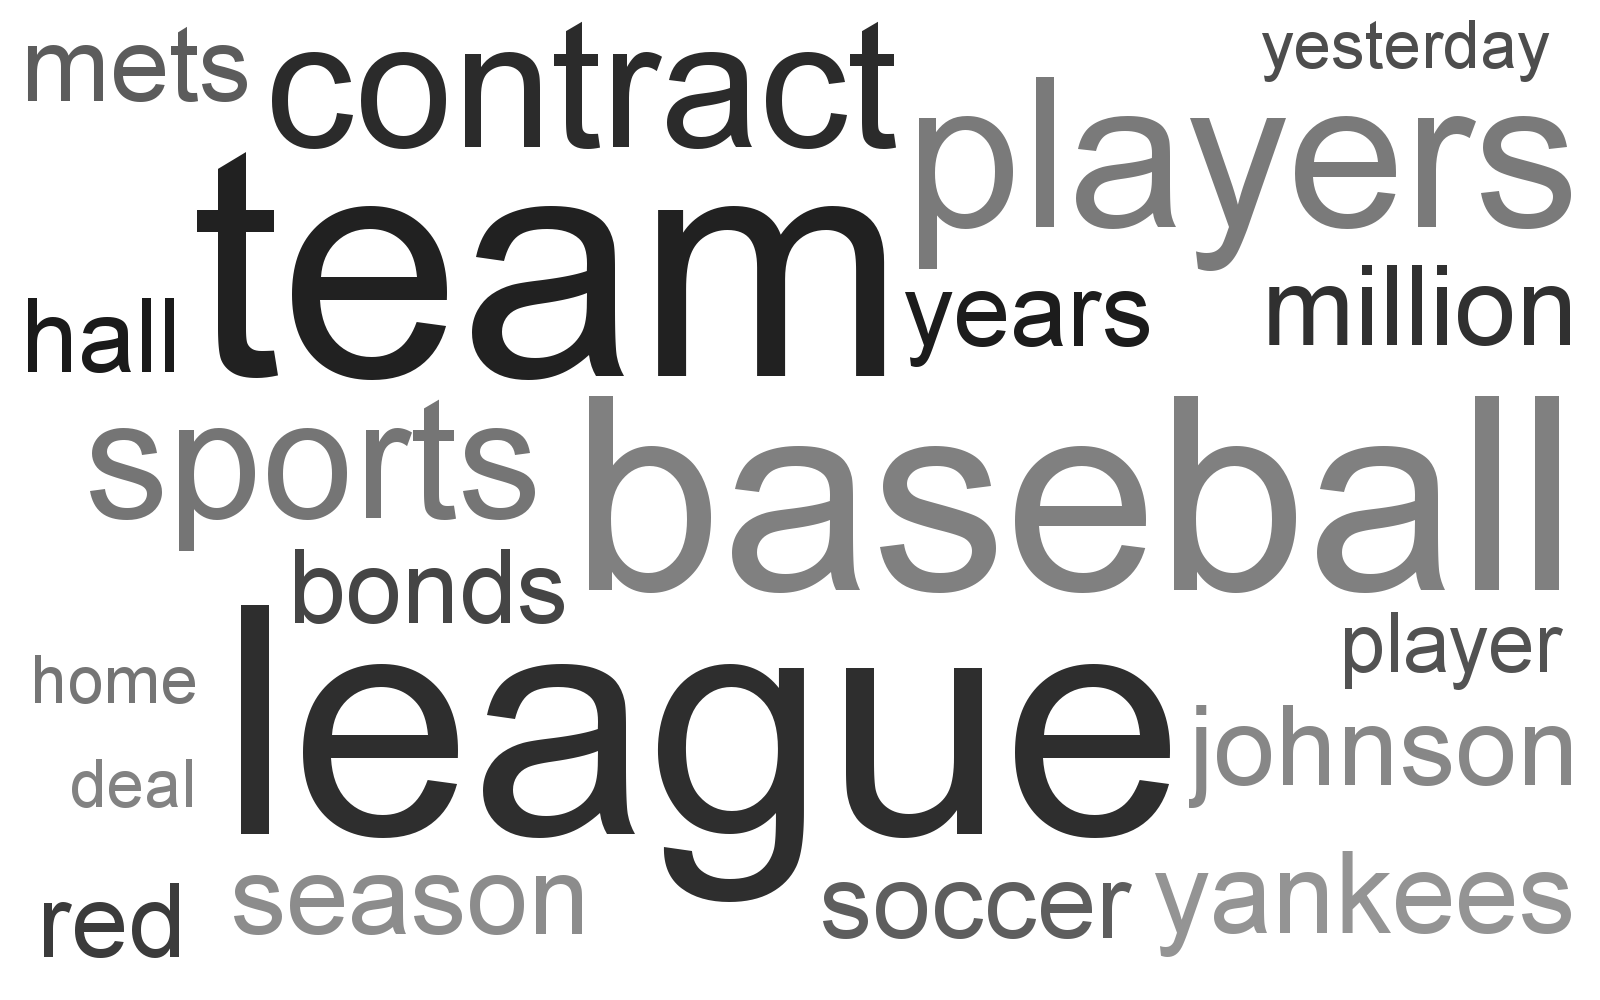 mets contract yesterday
players
team
hall years million
sports baseball
bonds
league player
home johnson
deal
red season soccer yankees